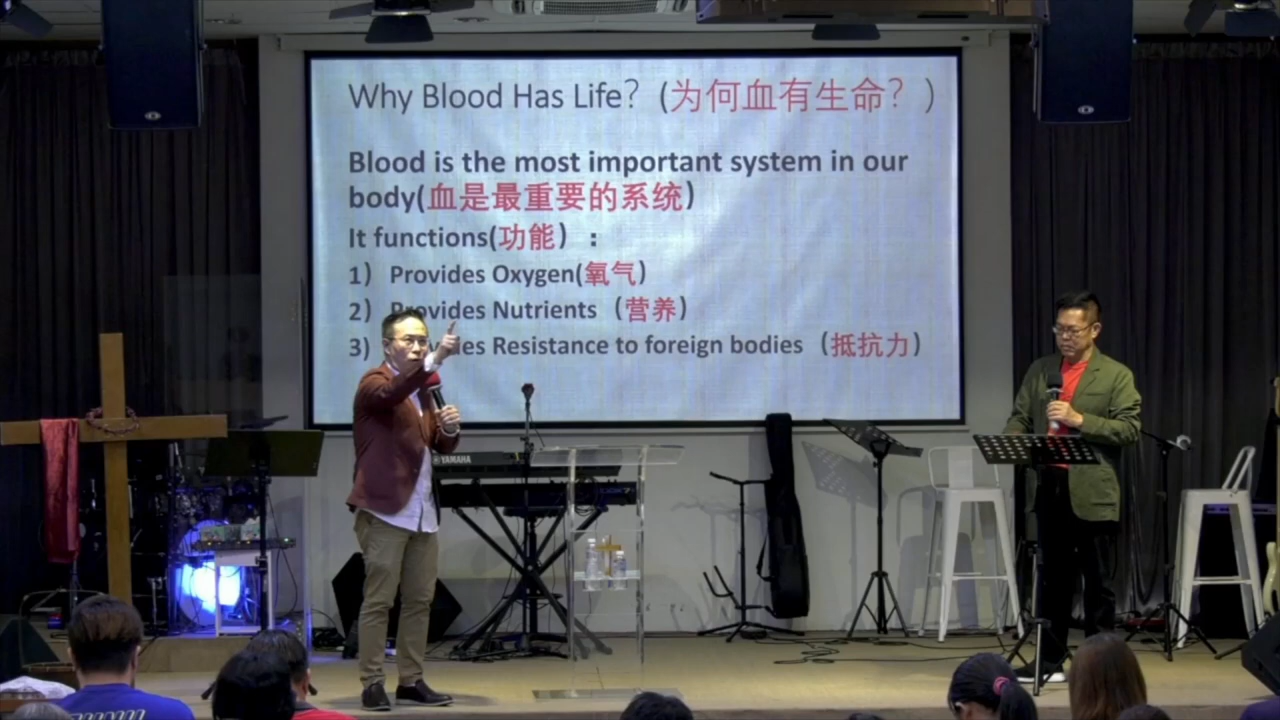 Why Blood Has Life？(为何血有生命？)
Blood is the most important system in our
body(血是最重要的系统）
It functions(功能）：
1） Provides Oxygen(氧气）
2） Provides Nutrients （营养）
3） Resistance to foreign bodies （抵抗力）
YAMAHA